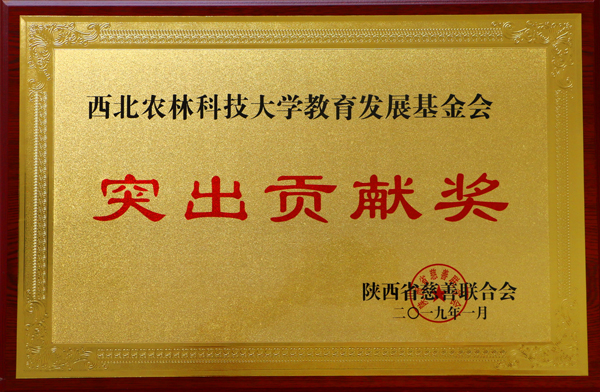 西北农林科技大学教育发展基金会
突出贡献奖
陕西省慈善联合会
二〇一九年一月